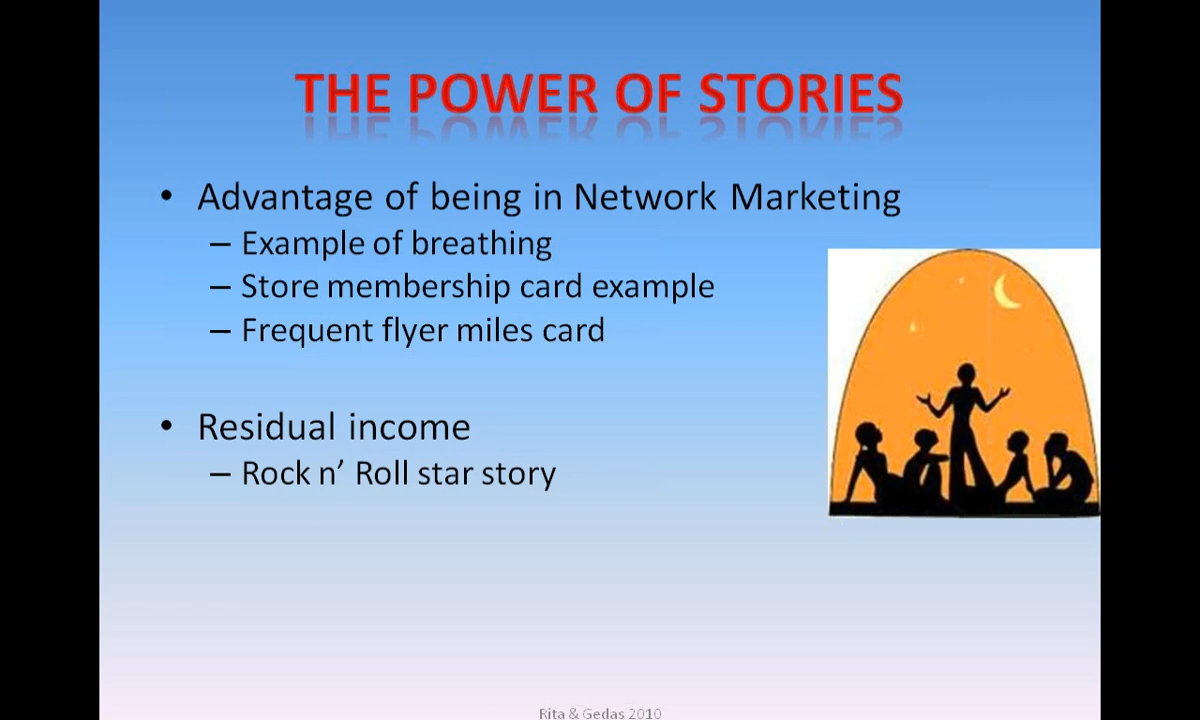 THE POWER OF STORIES
• Advantage of being in Network Marketing
– Example of breathing
– Store membership card example
– Frequent flyer miles card
• Residual income
– Rock n’ Roll star story
Rita & Gedas 2010